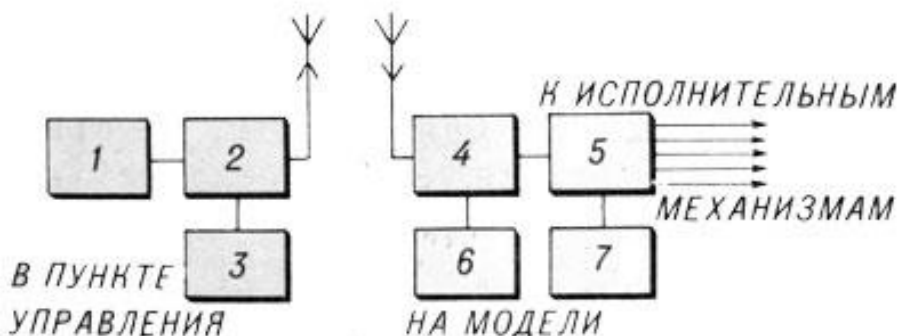 К ИСПОЛНИТЕЛЬНЫМ
1
2
4
5
МЕХАНИЗМАМ
3
6
7
В ПУНКТЕ
УПРАВЛЕНИЯ
НА МОДЕЛИ